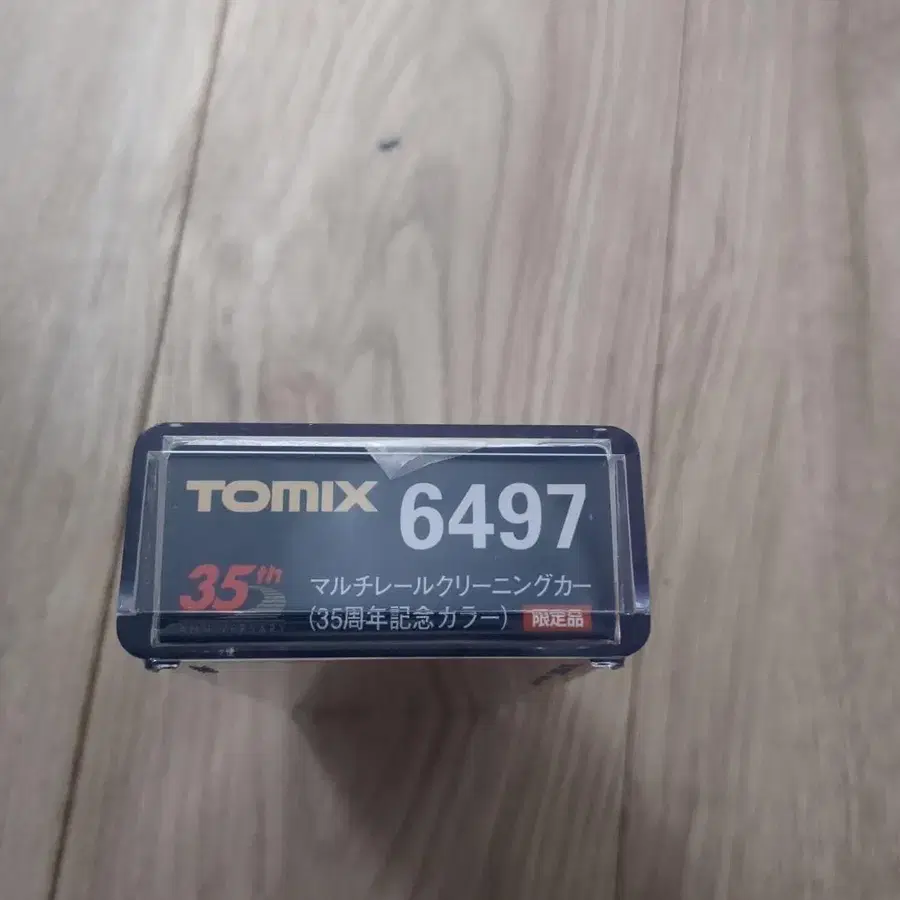 TOMIX 6497
35th マルチレールクリーニングカー
ANNIVERSARY (35周年記念カラー) 限定品